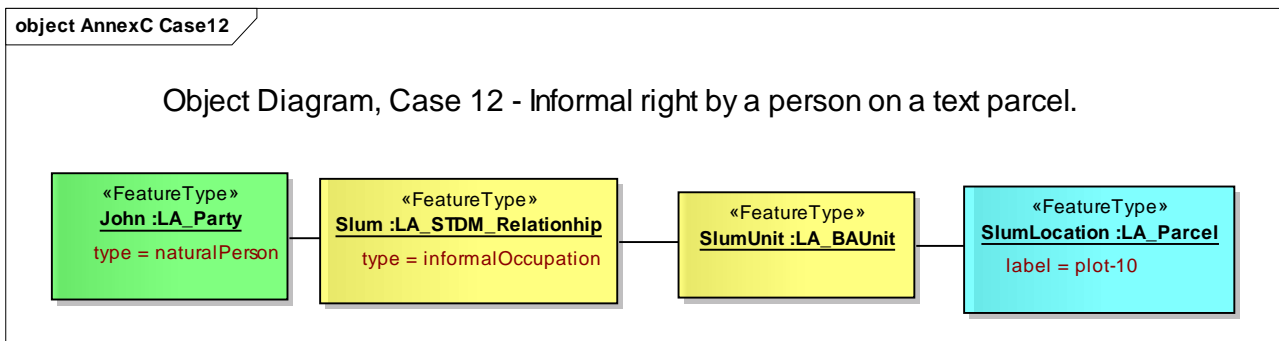 object AnnexC Case12
Object Diagram, Case 12 - Informal right by a person on a text parcel.
«FeatureType»
John :LA_Party
type = naturalPerson
«FeatureType»
Slum :LA_STDM_Relationhip
type = informalOccupation
«FeatureType»
SlumUnit :LA_BAUnit
«FeatureType»
SlumLocation :LA_Parcel
label = plot-10